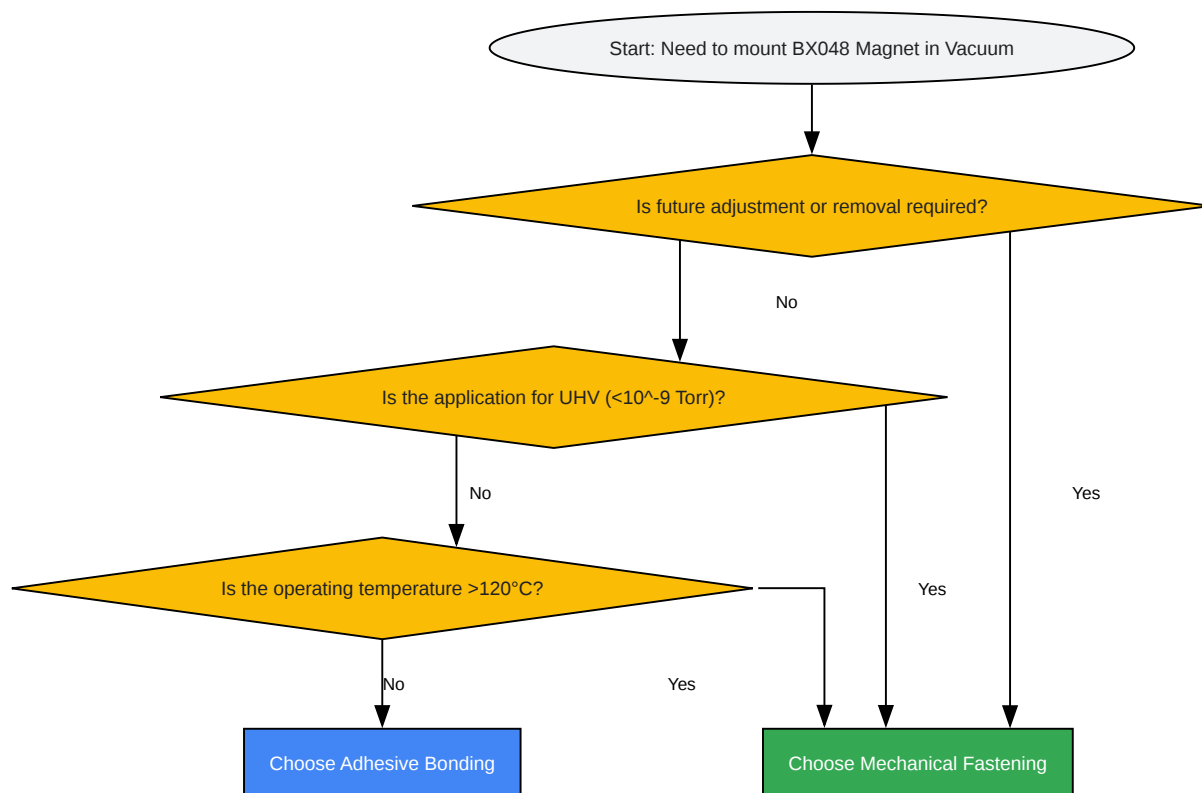 Start: Need to mount BX048 Magnet in Vacuum
Is future adjustment or removal required?
No
Is the application for UHV (<10^-9 Torr)?
No
Yes
Is the operating temperature >120°C?
Yes
No
Yes
Choose Adhesive Bonding
Choose Mechanical Fastening